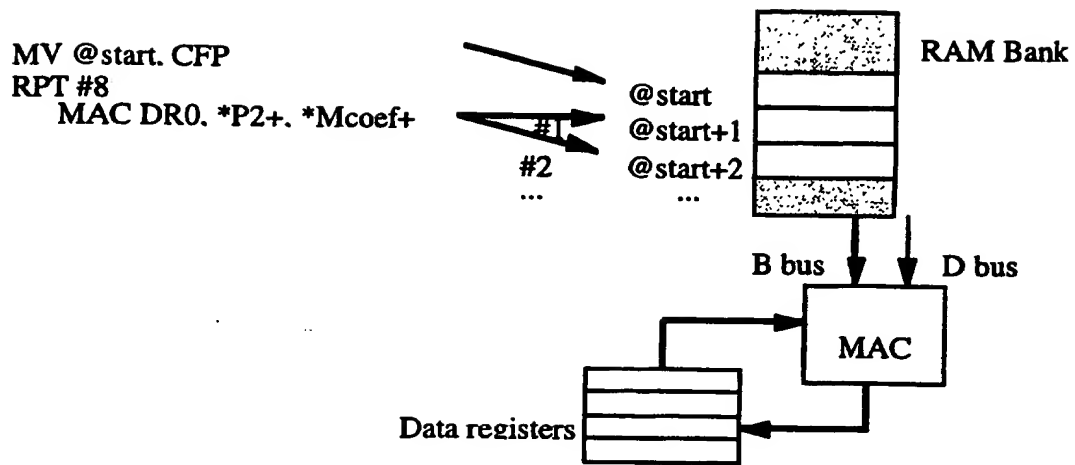 MV @start. CFP
RPT #8
MAC DR0. *P2+. *Mcoef+
#1
#2
...
@start
@start+1
@start+2
...
RAM Bank
B bus
D bus
MAC
Data registers